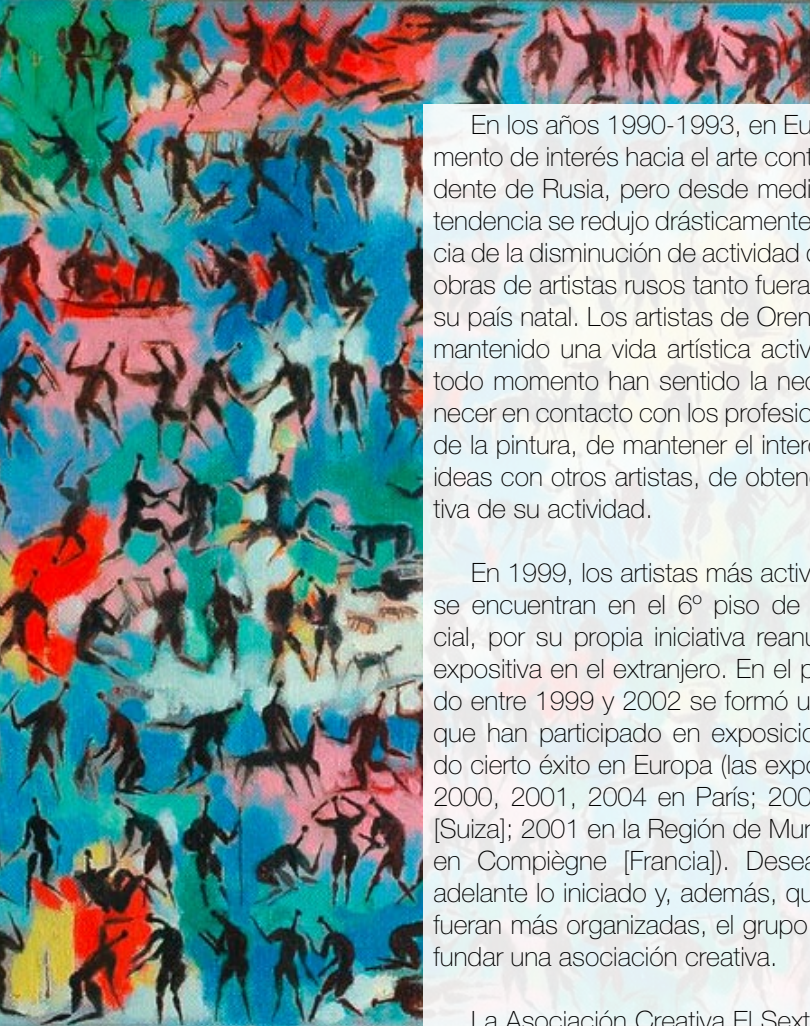 En los años 1990-1993, en Eu
mento de interés hacia el arte cont
dente de Rusia, pero desde medi
tendencia se redujo drásticamente
cia de la disminución de actividad
obras de artistas rusos tanto fuera
su país natal. Los artistas de Oren
mantenido una vida artística activ
todo momento han sentido la nec
necer en contacto con los profesio
de la pintura, de mantener el interc
ideas con otros artistas, de obten
tiva de su actividad.
En 1999, los artistas más activ
se encuentran en el 6º piso de
cial, por su propia iniciativa reanu
expositiva en el extranjero. En el p
do entre 1999 y 2002 se formó u
que han participado en exposicio
do cierto éxito en Europa (las expo
2000, 2001, 2004 en París; 200
[Suiza]; 2001 en la Región de Mur
en Compiègne [Francia]). Desea
adelante lo iniciado y, además, qu
fueran más organizadas, el grupo
fundar una asociación creativa.
La Asociación Creativa El Sext